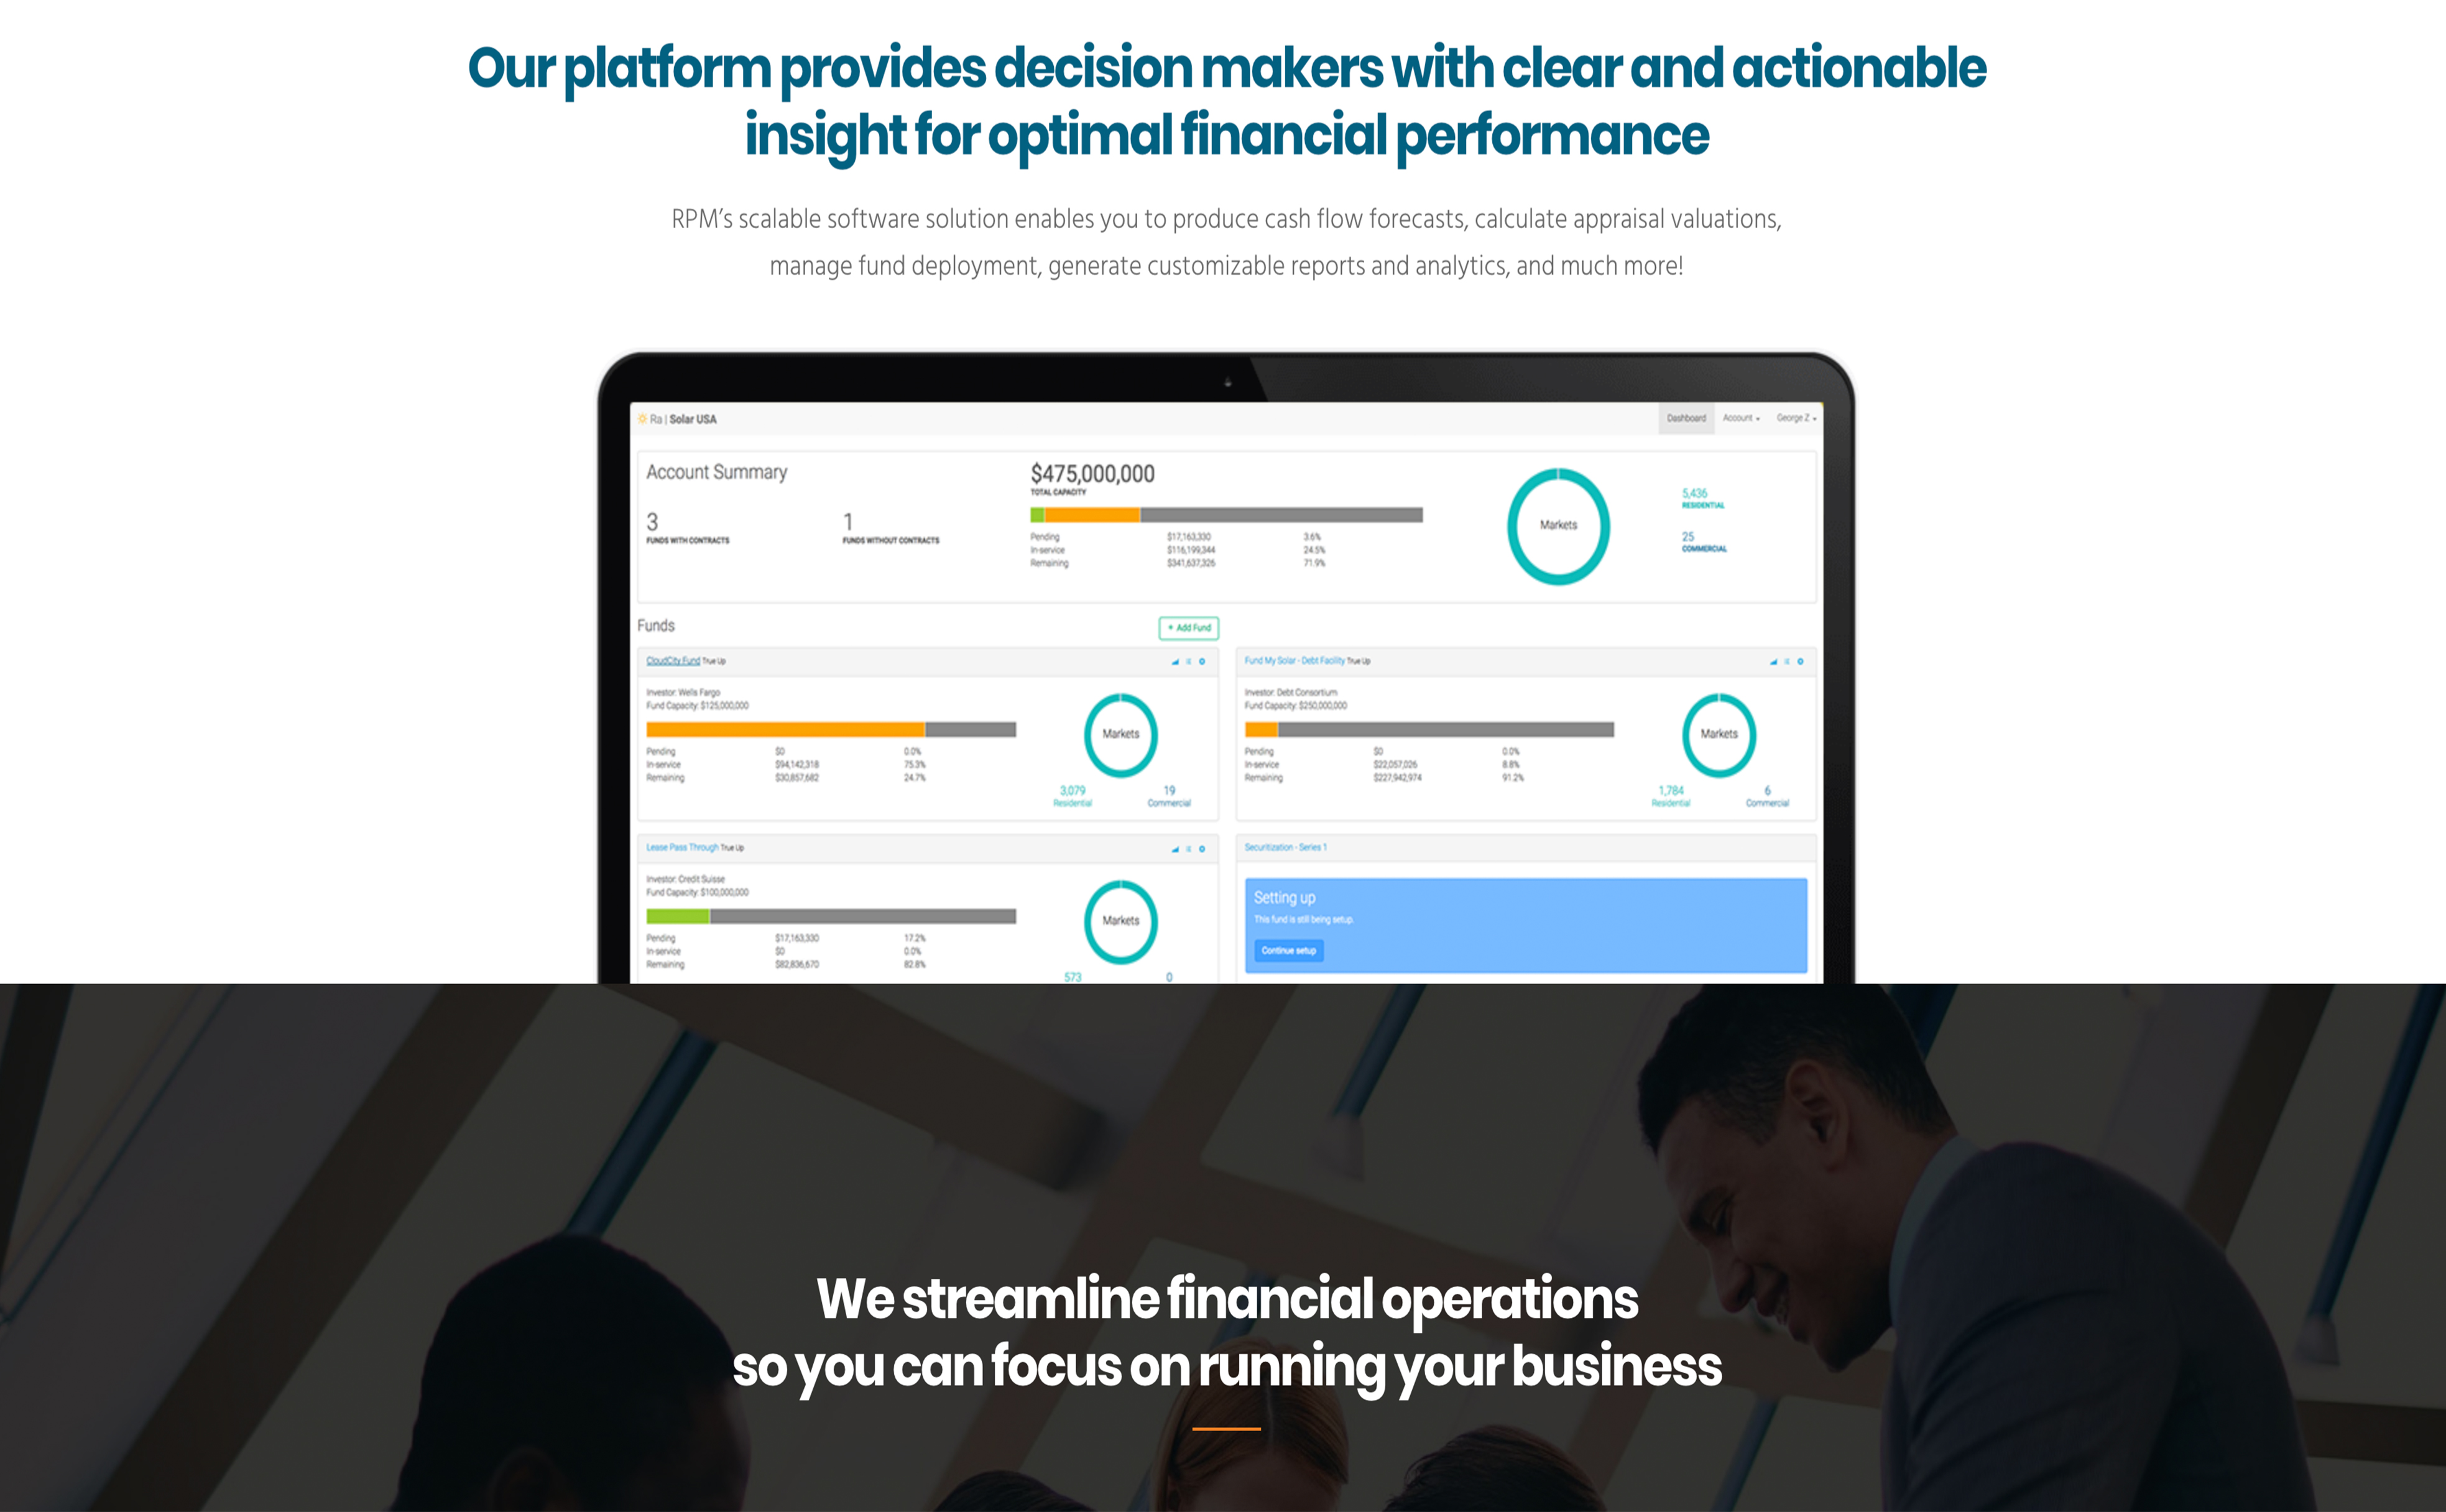 Our platform provides decision makers with clear and actionable
insight for optimal financial performance
RPM's scalable software solution enables you to produce cash flow forecasts, calculate appraisal valuations,
manage fund deployment, generate customizable reports and analytics, and much more!
Ra | Solar USA
Dashboard
Account
George Z
Account Summary
3
FUNDS WITH CONTRACTS
1
FUNDS WITHOUT CONTRACTS
$475,000,000
TOTAL CAPACITY
Pending $17,163,330 3.6%
In-service $116,199,344 24.5%
Remaining $341,637,326 71.9%
Markets
5,436
RESIDENTIAL
25
COMMERCIAL
Funds
+ Add Fund
CloudCity Fund True Up
Investor: Wells Fargo
Fund Capacity: $125,000,000
Pending $0 0.0%
In-service $94,142,318 75.3%
Remaining $30,857,682 24.7%
Markets
3,079 19
Residential Commercial
Fund My Solar - Debt Facility True Up
Investor: Debt Consortium
Fund Capacity: $250,000,000
Pending $0 0.0%
In-service $22,057,026 8.8%
Remaining $227,942,974 91.2%
Markets
1,784 6
Residential Commercial
Lease Pass Through True Up
Investor: Credit Suisse
Fund Capacity: $100,000,000
Pending $17,163,330 17.2%
In-service $0 0.0%
Remaining $82,836,670 82.8%
Markets
573 0
Securitization - Series 1
Setting up
This fund is still being setup.
Continue setup
We streamline financial operations
so you can focus on running your business